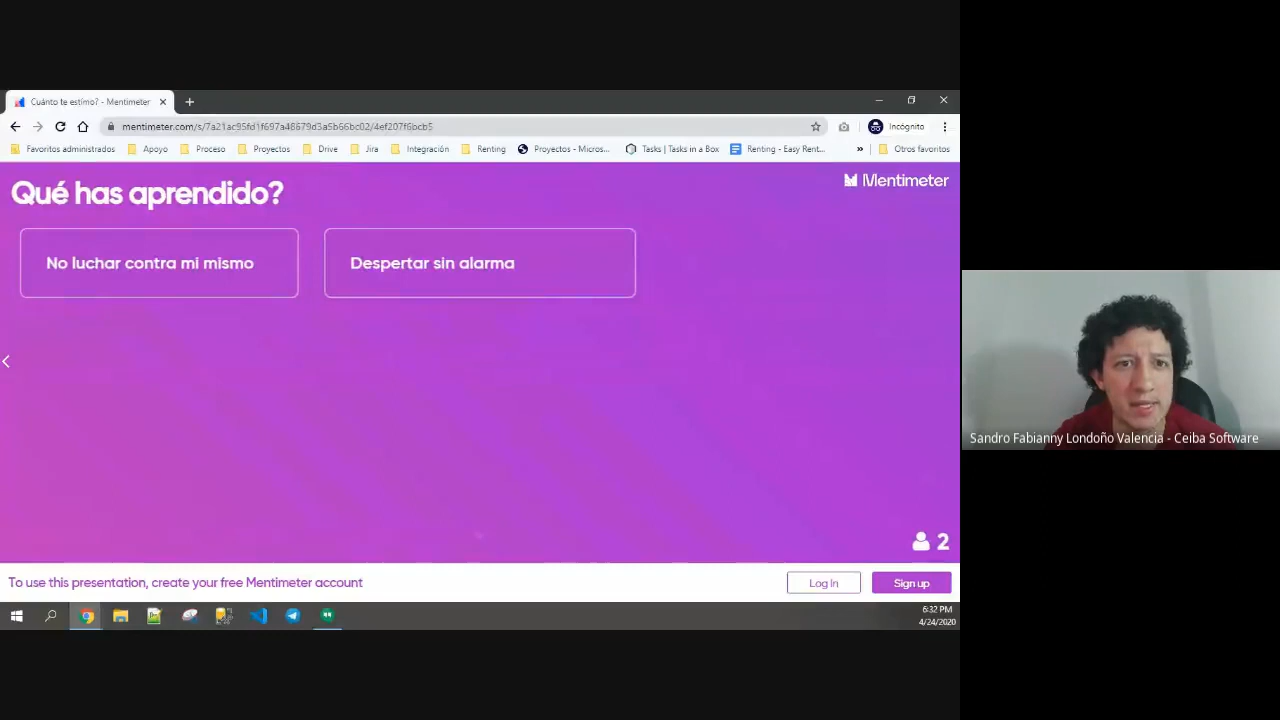 Cuánto te estimo? - Mentimeter
mentimeter.com/s/7a21ac95fd1f697a48679d3a5b66bc02/4ef207f6bcb5
Incógnito
Favoritos administrados
Apoyo
Proceso
Proyectos
Drive
Jira
Integración
Renting
Proyectos - Micros...
Tasks | Tasks in a Box
Renting - Easy Rent...
»
Otros favoritos
Qué has aprendido?
Mentimeter
No luchar contra mi mismo
Despertar sin alarma
2
To use this presentation, create your free Mentimeter account
Log in
Sign up
6:32 PM
4/24/2020
Sandro Fabianny Londoño Valencia - Ceiba Software